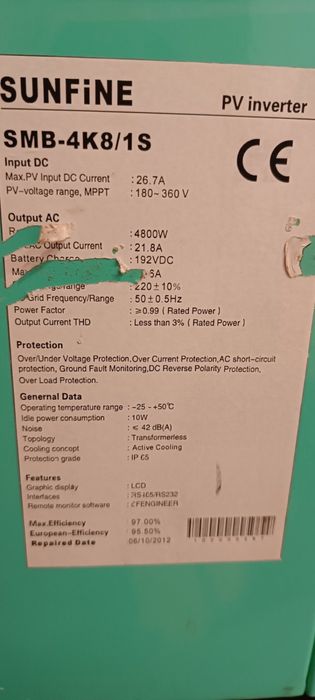 SUNFiNE
PV inverter
SMB-4K8/1S
CE
Input DC
Max.PV Input DC Current : 26.7A
PV-voltage range, MPPT : 180~360V
Output AC
: 4800W
Output Current : 21.8A
Battery : 192VDC
: 220±10%
Grid Frequency/Range : 50±0.5Hz
Power Factor : ≥0.99 ( Rated Power )
Output Current THD : Less than 3% ( Rated Power )
Protection
Over/Under Voltage Protection,Over Current Protection,AC short-circuit
protection, Ground Fault Monitoring,DC Reverse Polarity Protection,
Over Load Protection.
Genernal Data
Operating temperature range : -25 - +50℃
Idle power consumption : 10W
Noise : ≤ 42 dB(A)
Topology : Transformerless
Cooling concept : Active Cooling
Protection grade : IP 65
Features
Graphic display : LCD
Interfaces : RS485/RS232
Remote monitor software : CFENGINEER
Max.Efficiency : 97.00%
European-Efficiency : 95.50%
Repaired Date 06/10/2012